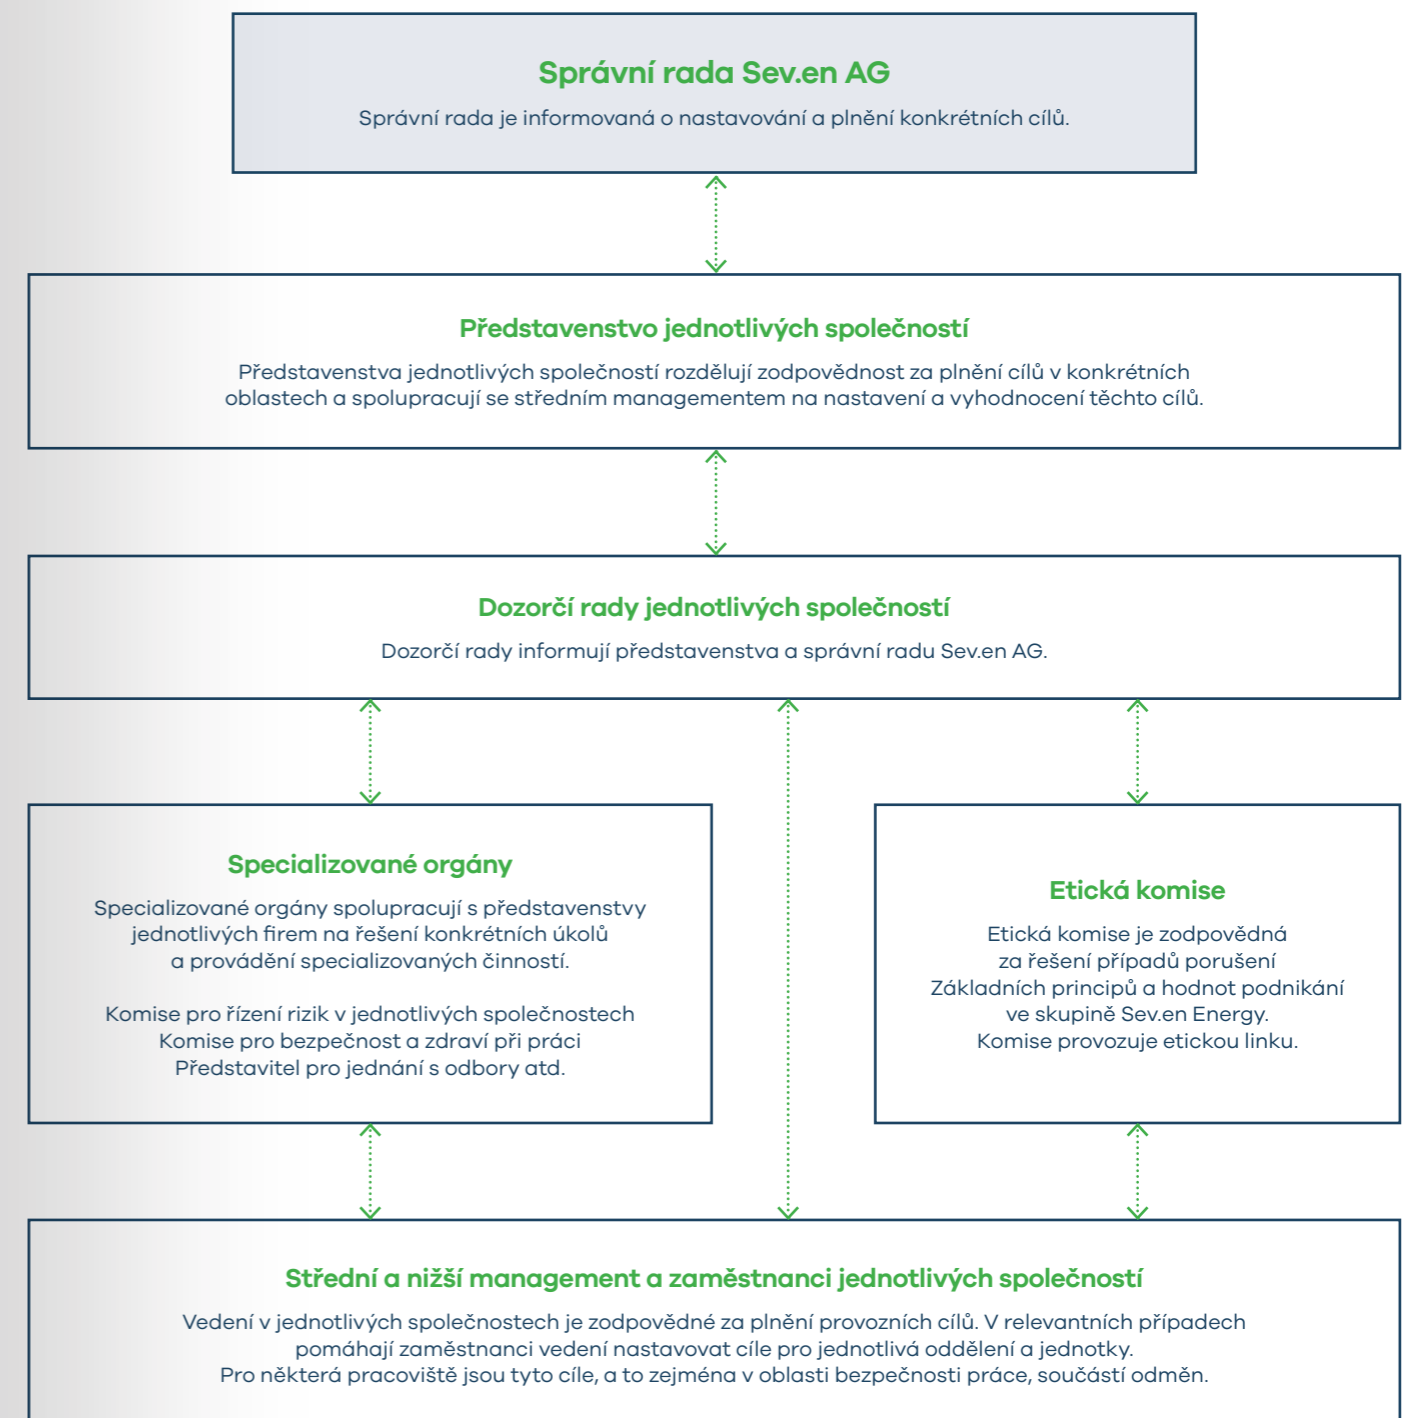 Správní rada Sev.en AG
Správní rada je informovaná o nastavování a plnění konkrétních cílů.
Představenstvo jednotlivých společností
Představenstva jednotlivých společností rozdělují zodpovědnost za plnění cílů v konkrétních
oblastech a spolupracují se středním managementem na nastavení a vyhodnocení těchto cílů.
Dozorčí rady jednotlivých společností
Dozorčí rady informují představenstva a správní radu Sev.en AG.
Specializované orgány
Specializované orgány spolupracují s představenstvy
jednotlivých firem na řešení konkrétních úkolů
a provádění specializovaných činností.
Komise pro řízení rizik v jednotlivých společnostech
Komise pro bezpečnost a zdraví při práci
Představitel pro jednání s odbory atd.
Etická komise
Etická komise je zodpovědná
za řešení případů porušení
Základních principů a hodnot podnikání
ve skupině Sev.en Energy.
Komise provozuje etickou linku.
Střední a nižší management a zaměstnanci jednotlivých společností
Vedení v jednotlivých společnostech je zodpovědné za plnění provozních cílů. V relevantních případech
pomáhají zaměstnanci vedení nastavovat cíle pro jednotlivá oddělení a jednotky.
Pro některá pracoviště jsou tyto cíle, a to zejména v oblasti bezpečnosti práce, součástí odměn.